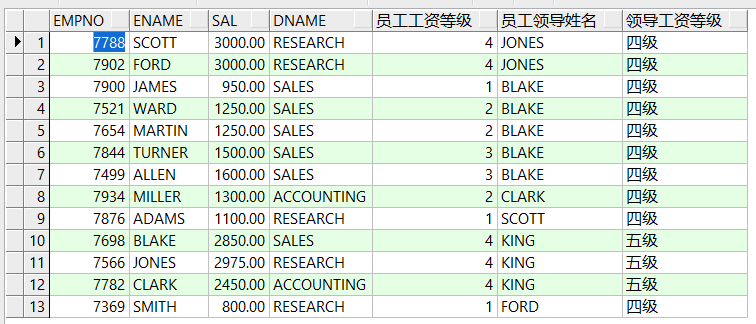 EMPNO ENAME SAL DNAME 员工工资等级 员工领导姓名 领导工资等级
1 7788 SCOTT 3000.00 RESEARCH 4 JONES 四级
2 7902 FORD 3000.00 RESEARCH 4 JONES 四级
3 7900 JAMES 950.00 SALES 1 BLAKE 四级
4 7521 WARD 1250.00 SALES 2 BLAKE 四级
5 7654 MARTIN 1250.00 SALES 2 BLAKE 四级
6 7844 TURNER 1500.00 SALES 3 BLAKE 四级
7 7499 ALLEN 1600.00 SALES 3 BLAKE 四级
8 7934 MILLER 1300.00 ACCOUNTING 2 CLARK 四级
9 7876 ADAMS 1100.00 RESEARCH 1 SCOTT 四级
10 7698 BLAKE 2850.00 SALES 4 KING 五级
11 7566 JONES 2975.00 RESEARCH 4 KING 五级
12 7782 CLARK 2450.00 ACCOUNTING 4 KING 五级
13 7369 SMITH 800.00 RESEARCH 1 FORD 四级